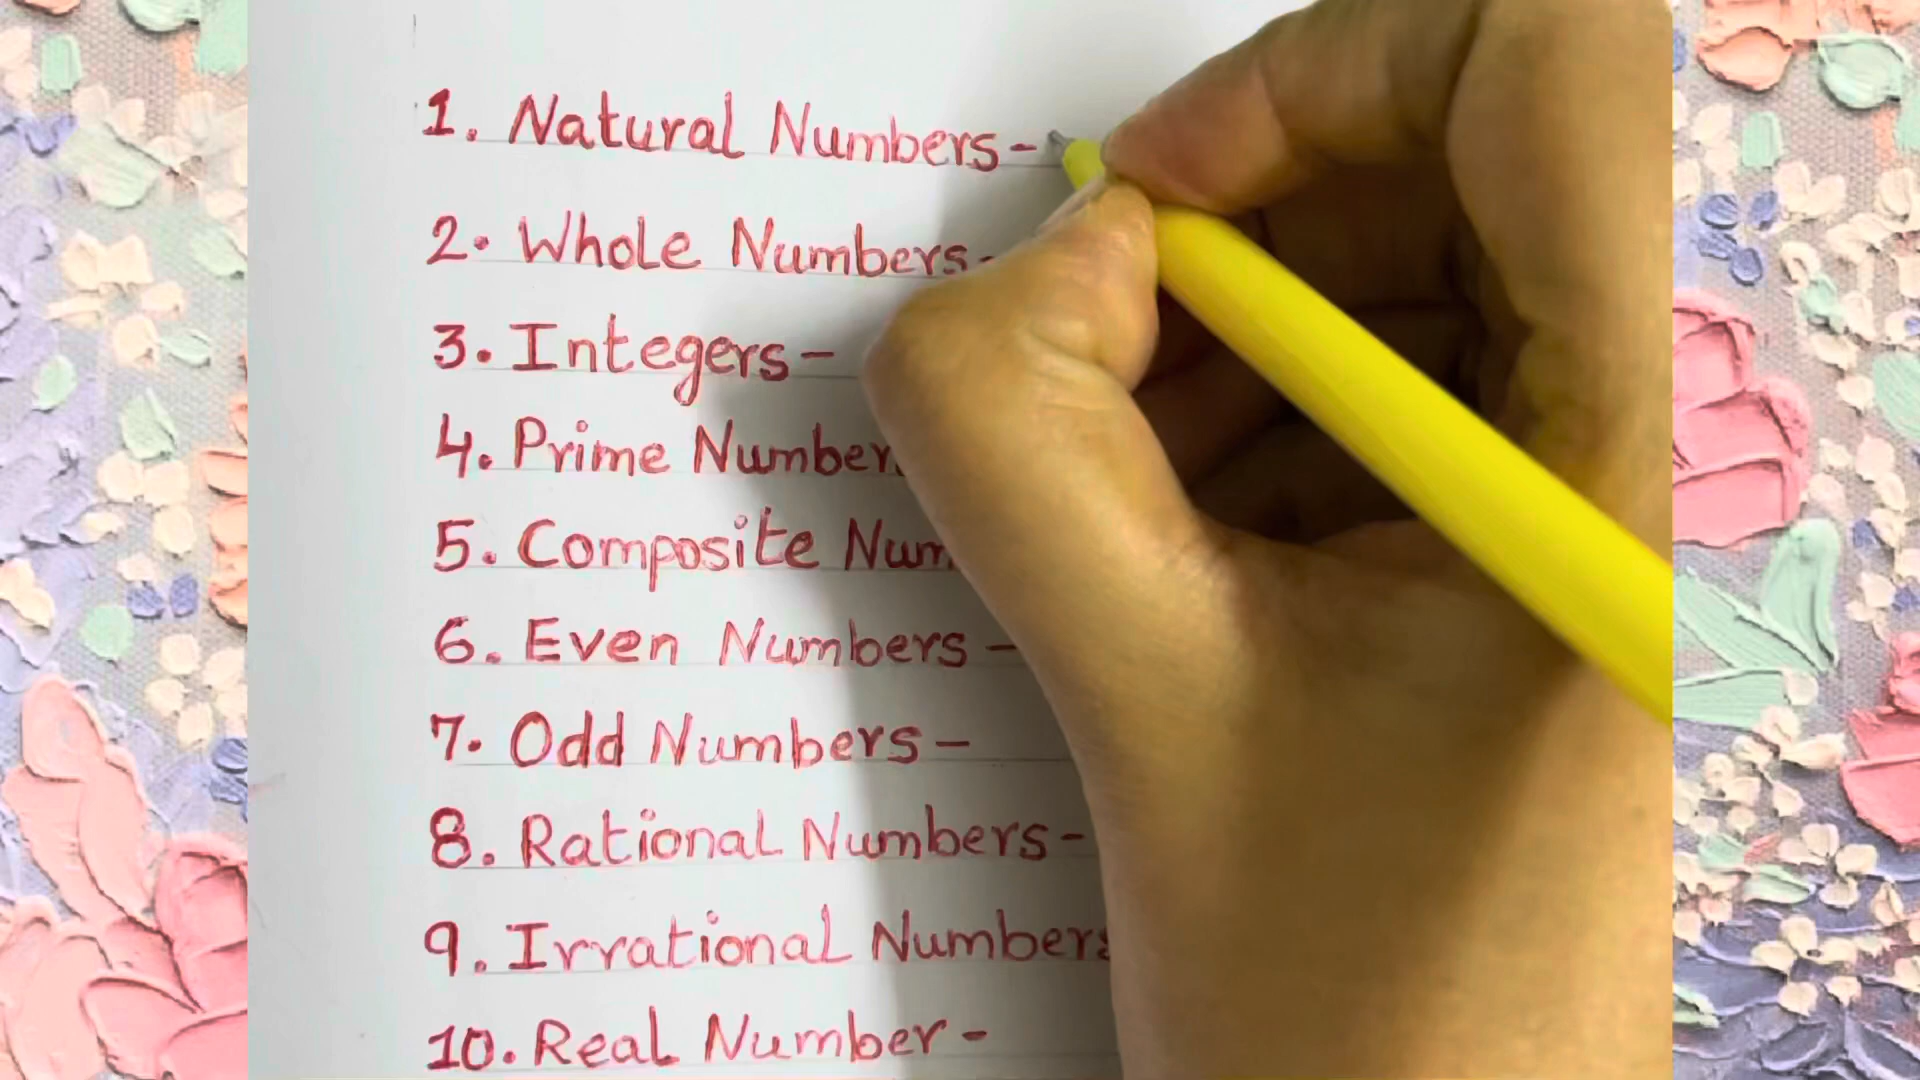 1. Natural Numbers-
2. Whole Numbers-
3. Integers-
4. Prime
5. Composite
6. Even Numbers-
7. Odd Numbers-
8. Rational Numbers-
9. Irrational Numbers
10. Real Number-